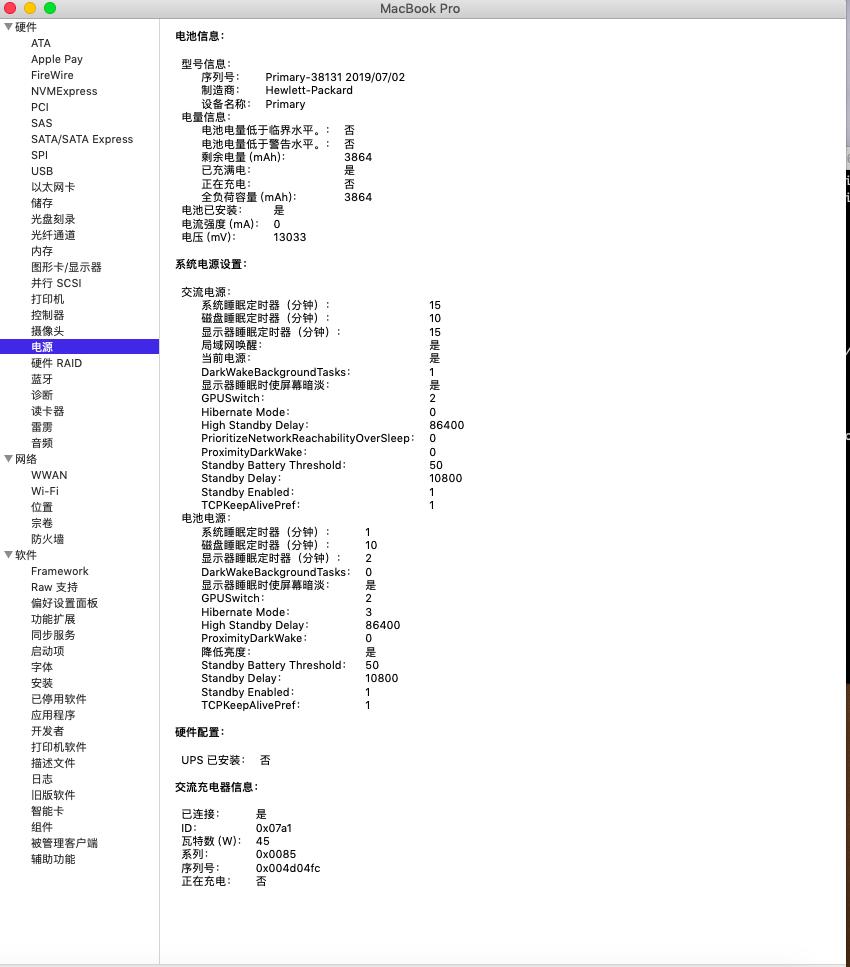 MacBook Pro
硬件
ATA
Apple Pay
FireWire
NVMExpress
PCI
SAS
SATA/SATA Express
SPI
USB
以太网卡
储存
光盘刻录
光纤通道
内存
图形卡/显示器
并行 SCSI
打印机
控制器
摄像头
电源
硬件 RAID
蓝牙
诊断
读卡器
雷雳
音频
网络
WWAN
Wi-Fi
位置
宗卷
防火墙
软件
Framework
Raw 支持
偏好设置面板
功能扩展
同步服务
启动项
字体
安装
已停用软件
应用程序
开发者
打印机软件
描述文件
日志
旧版软件
智能卡
组件
被管理客户端
辅助功能
电池信息：
型号信息：
序列号： Primary-38131 2019/07/02
制造商： Hewlett-Packard
设备名称： Primary
电量信息：
电池电量低于临界水平。： 否
电池电量低于警告水平。： 否
剩余电量 (mAh)： 3864
已充满电： 是
正在充电： 否
全负荷容量 (mAh)： 3864
电池已安装： 是
电流强度 (mA)： 0
电压 (mV)： 13033
系统电源设置：
交流电源：
系统睡眠定时器（分钟）： 15
磁盘睡眠定时器（分钟）： 10
显示器睡眠定时器（分钟）： 15
局域网唤醒： 是
当前电源： 是
DarkWakeBackgroundTasks： 1
显示器睡眠时使屏幕暗淡： 是
GPUSwitch： 2
Hibernate Mode： 0
High Standby Delay： 86400
PrioritizeNetworkReachabilityOverSleep： 0
ProximityDarkWake： 0
Standby Battery Threshold： 50
Standby Delay： 10800
Standby Enabled： 1
TCPKeepAlivePref： 1
电池电源：
系统睡眠定时器（分钟）： 1
磁盘睡眠定时器（分钟）： 10
显示器睡眠定时器（分钟）： 2
DarkWakeBackgroundTasks： 0
显示器睡眠时使屏幕暗淡： 是
GPUSwitch： 2
Hibernate Mode： 3
High Standby Delay： 86400
ProximityDarkWake： 0
降低亮度： 是
Standby Battery Threshold： 50
Standby Delay： 10800
Standby Enabled： 1
TCPKeepAlivePref： 1
硬件配置：
UPS 已安装： 否
交流充电器信息：
已连接： 是
ID： 0x07a1
瓦特数 (W)： 45
系列： 0x0085
序列号： 0x004d04fc
正在充电： 否